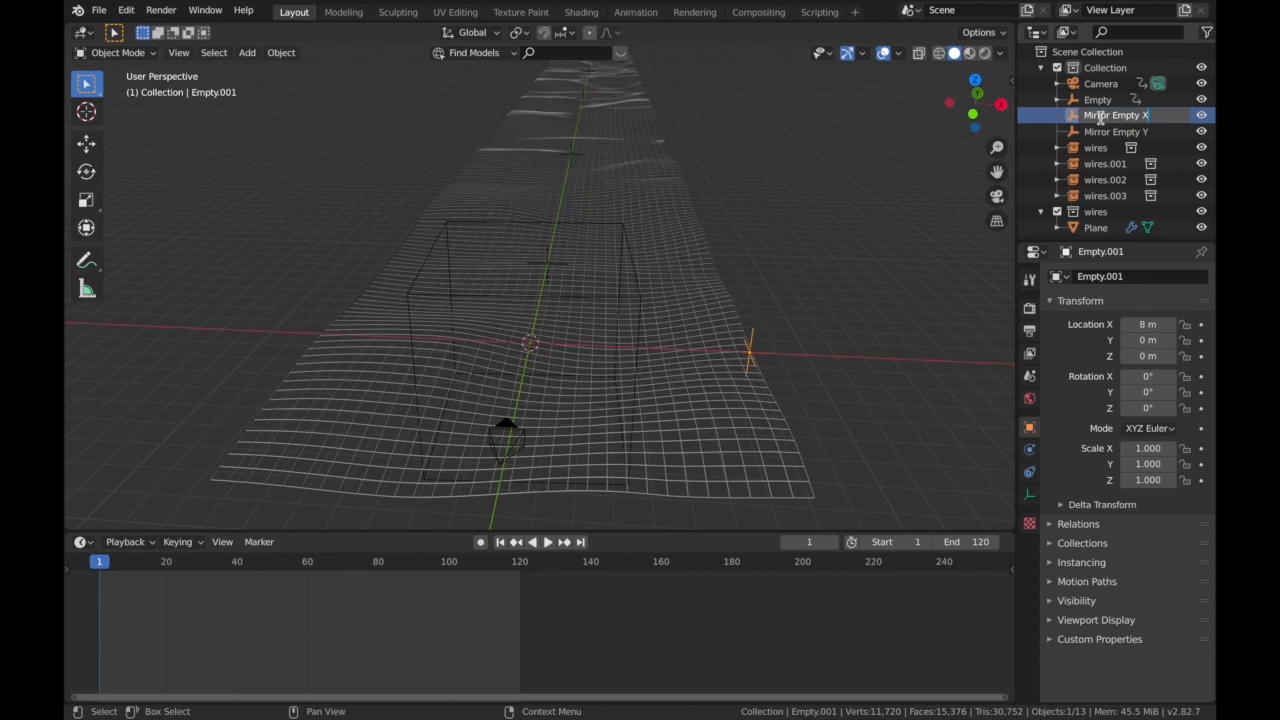 File Edit Render Window Help Layout Modeling Sculpting UV Editing Texture Paint Shading Animation Rendering Compositing Scripting Scene View Layer
Global Options
Object Mode View Select Add Object Find Models
User Perspective
(1) Collection | Empty.001
Z
Y
X
Scene Collection
Collection
Camera
Empty
Mirror Empty X
Mirror Empty Y
wires
wires.001
wires.002
wires.003
wires
Plane
Empty.001
Empty.001
Transform
Location X 8 m
Y 0 m
Z 0 m
Rotation X 0°
Y 0°
Z 0°
Mode XYZ Euler
Scale X 1.000
Y 1.000
Z 1.000
Delta Transform
Relations
Collections
Instancing
Motion Paths
Visibility
Viewport Display
Custom Properties
Playback Keying View Marker 1 Start 1 End 120
1 20 40 60 80 100 120 140 160 180 200 220 240
Select Box Select Pan View Context Menu Collection | Empty.001 | Verts:11,720 | Faces:15,376 | Tris:30,752 | Objects:1/13 | Mem: 45.5 MiB | v2.82.7